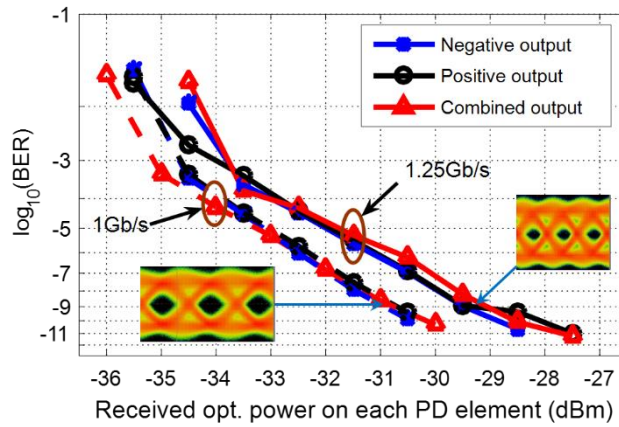 -1
-3
-5
-7
-9
-11
log10(BER)
Negative output
Positive output
Combined output
1.25Gb/s
1Gb/s
-36 -35 -34 -33 -32 -31 -30 -29 -28 -27
Received opt. power on each PD element (dBm)